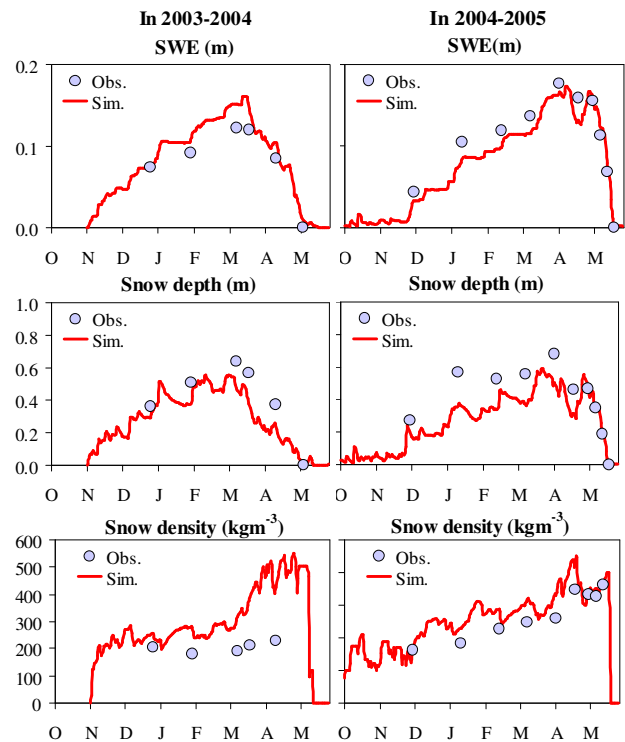 In 2003-2004
SWE (m)
In 2004-2005
SWE(m)
0.2
0.1
0.0
Obs.
Sim.
O N D J F M A M
Obs.
Sim.
O N D J F M A M
Snow depth (m)
1.0
0.8
0.6
0.4
0.2
0.0
Obs.
Sim.
O N D J F M A M
Snow depth (m)
Obs.
Sim.
O N D J F M A M
Snow density (kgm⁻³)
600
500
400
300
200
100
0
Obs.
Sim.
O N D J F M A M
Snow density (kgm⁻³)
Obs.
Sim.
O N D J F M A M